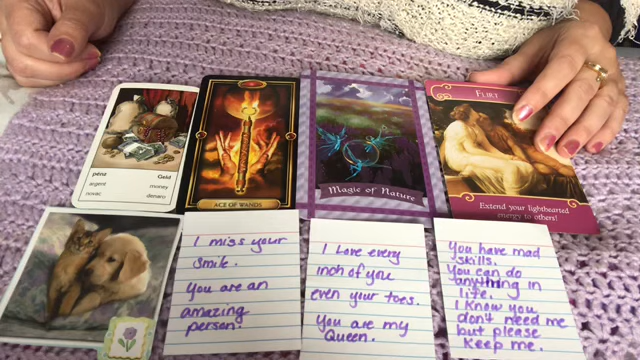 pénz
Geld
argent
money
novac
denaro
ACE OF WANDS
Magic of Nature
FLIRT
Extend your lighthearted
energy to others!
I miss your
smile.
You are an
amazing
person.
I Love every
inch of you
even your toes.
You are my
Queen.
You have mad
skills.
You can do
anything in
life.
I know you
don't need me
but please
keep me.